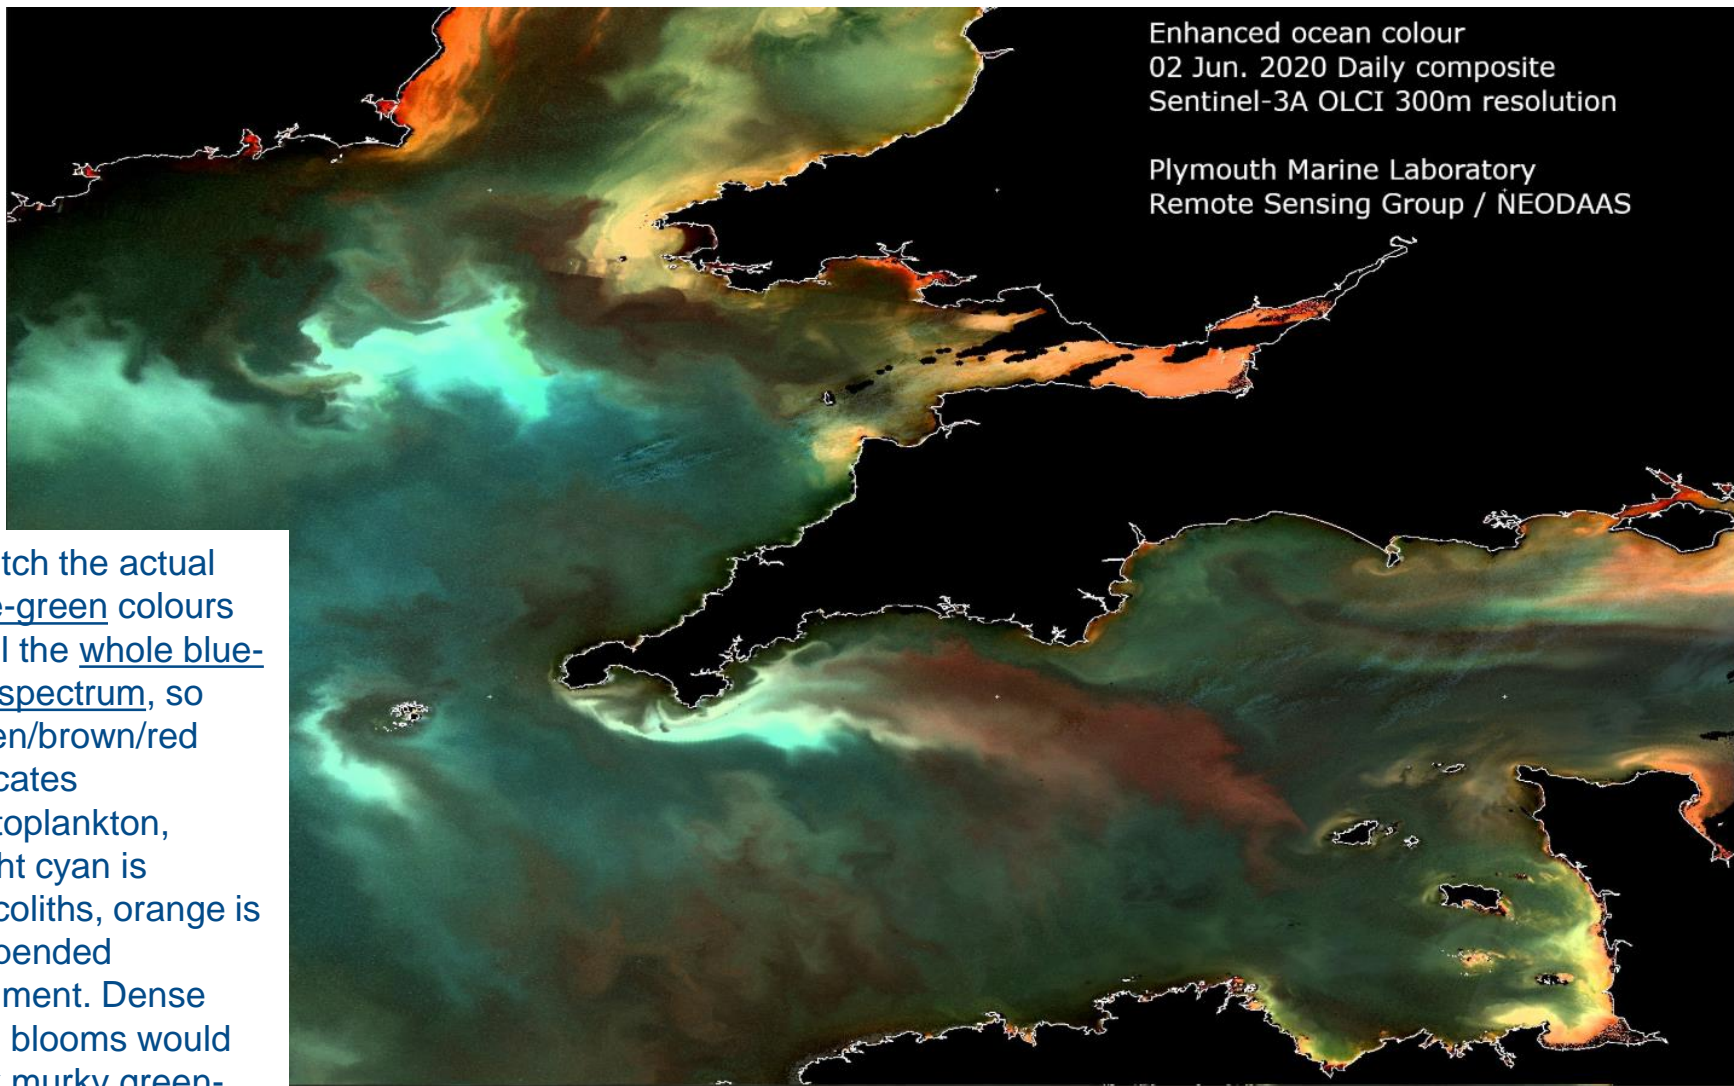 Enhanced ocean colour
02 Jun. 2020 Daily composite
Sentinel-3A OLCI 300m resolution
Plymouth Marine Laboratory
Remote Sensing Group / NEODAAS
tch the actual
e-green colours
l the whole blue-
spectrum, so
en/brown/red
cates
toplankton,
ht cyan is
coliths, orange is
pended
ment. Dense
blooms would
murky green-